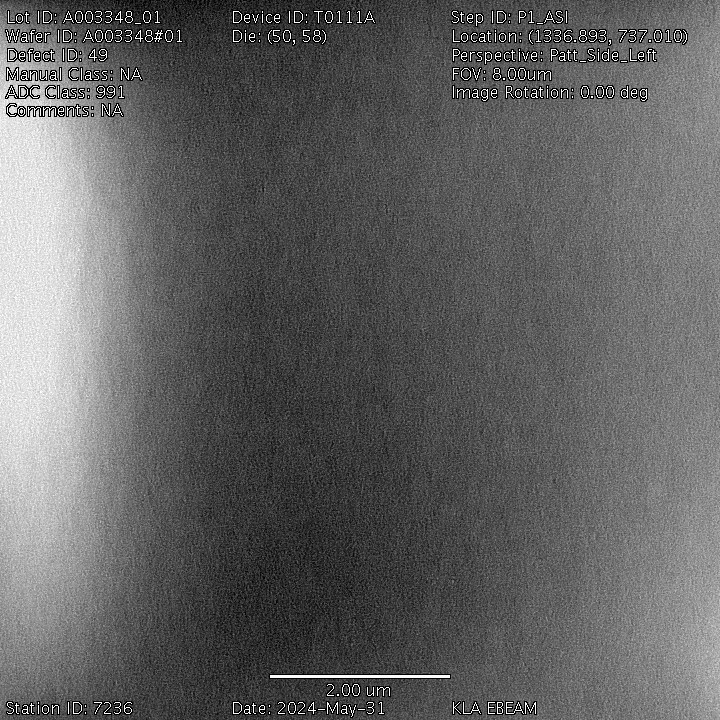 Lot ID: A003348_01 Device ID: T0111A Step ID: P1_ASI
Wafer ID: A003348#01 Die: (50, 58) Location: (1336.893, 737.010)
Defect ID: 49 Perspective: Patt_Side_Left
Manual Class: NA FOV: 8.00um
ADC Class: 991 Image Rotation: 0.00 deg
Comments: NA
2.00 um
Station ID: 7236 Date: 2024-May-31 KLA EBEAM